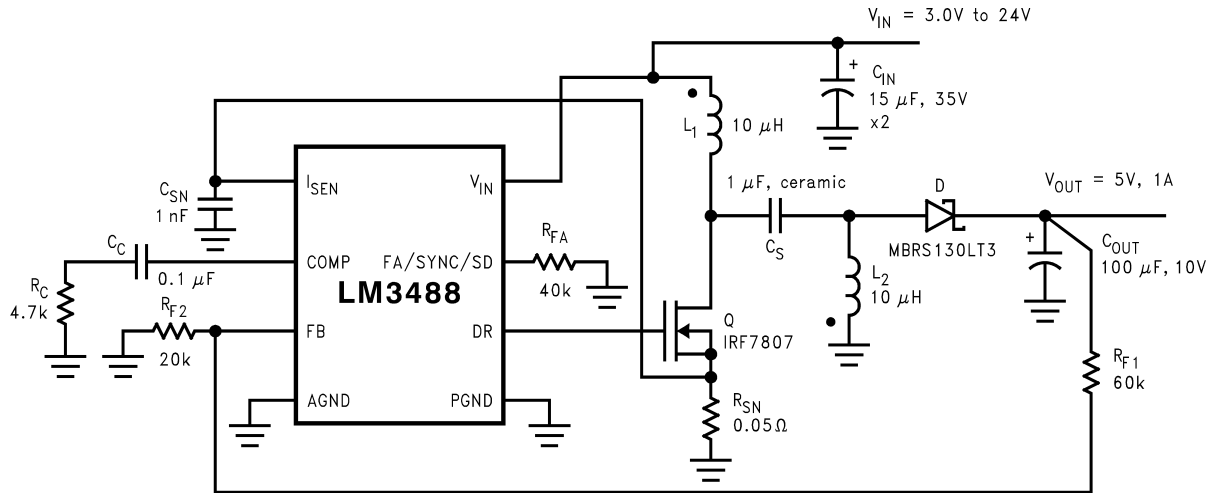 V_IN = 3.0V to 24V
+
C_IN
15 μF, 35V
x2
L_1
10 μH
I_SEN
V_IN
C_SN
1 nF
1 μF, ceramic
C_S
D
MBRS130LT3
V_OUT = 5V, 1A
+
C_OUT
100 μF, 10V
C_C
0.1 μF
COMP
FA/SYNC/SD
R_FA
40k
L_2
10 μH
R_C
4.7k
LM3488
R_F2
20k
FB
DR
Q
IRF7807
R_F1
60k
AGND
PGND
R_SN
0.05Ω